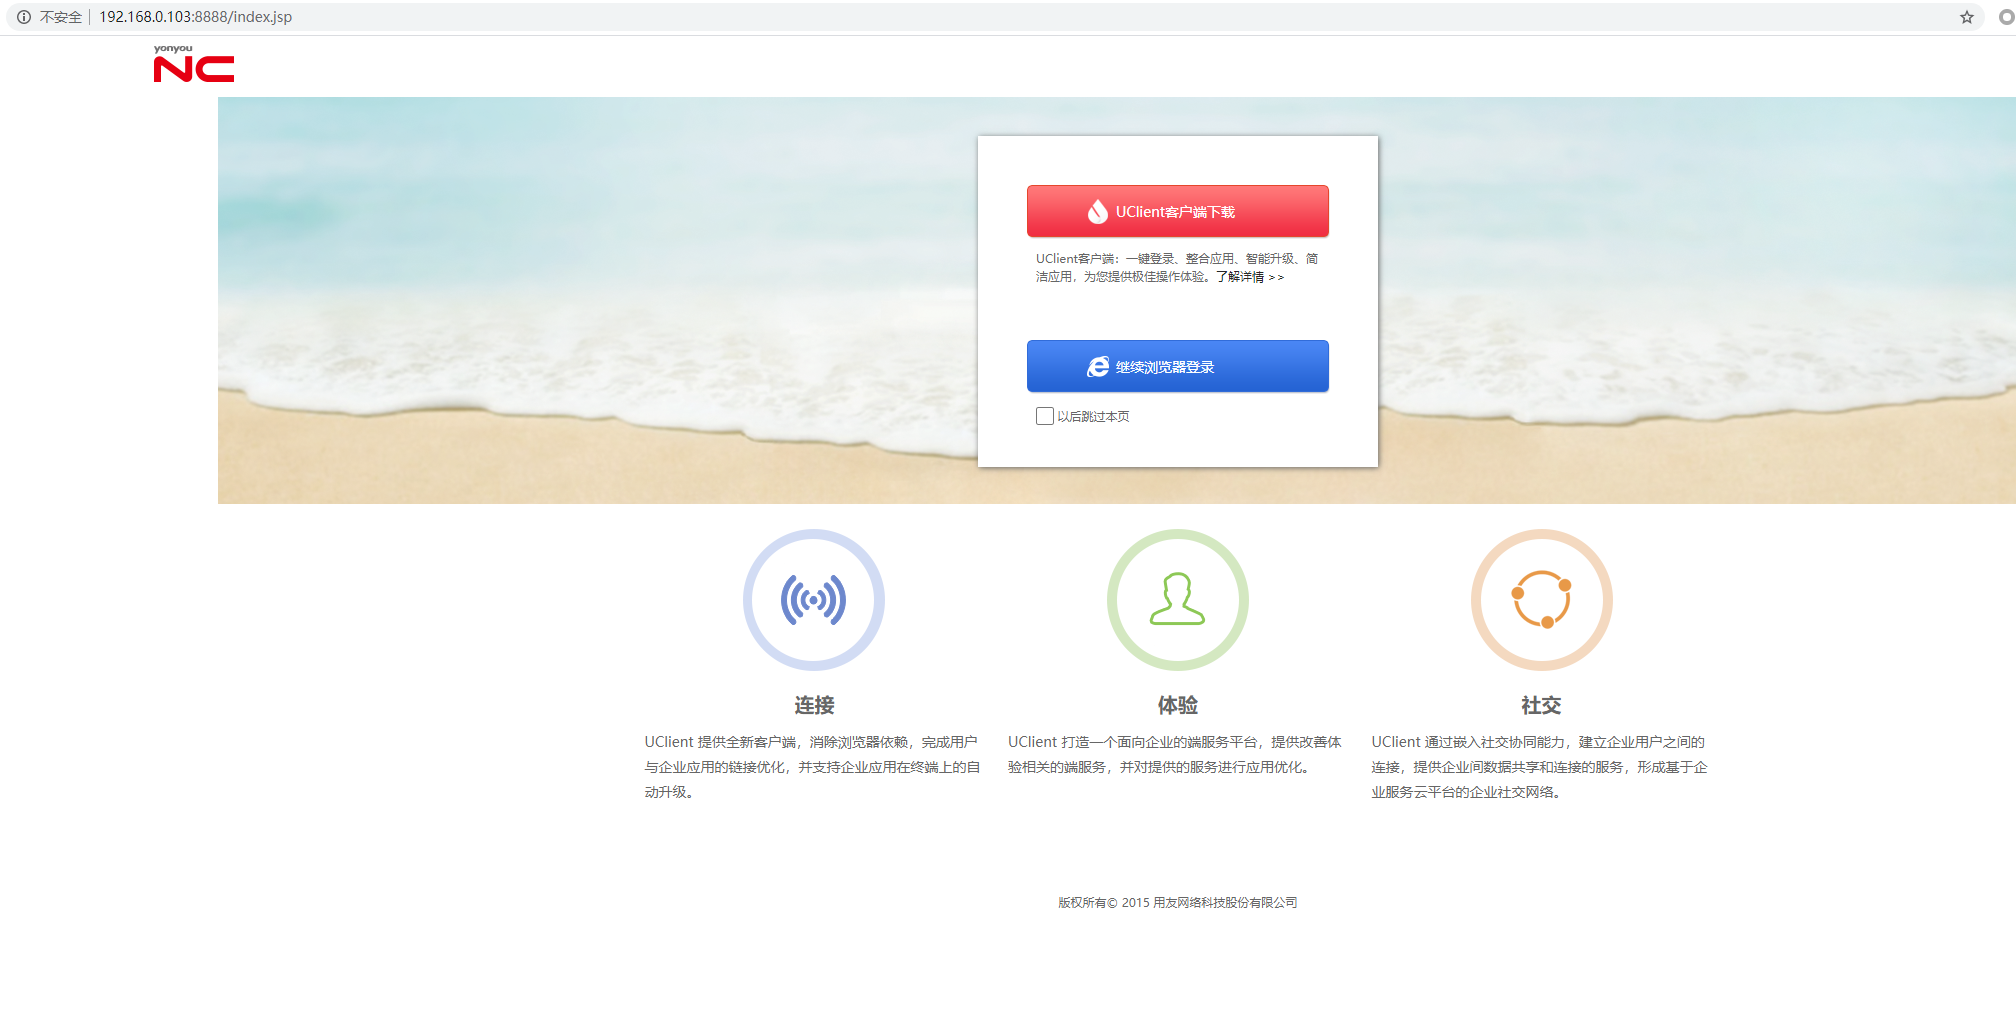 不安全 192.168.0.103:8888/index.jsp
yonyou
NC
UClient客户端下载
UClient客户端：一键登录、整合应用、智能升级、简
洁应用，为您提供极佳操作体验。了解详情 >>
继续浏览器登录
以后跳过本页
连接
UClient 提供全新客户端，消除浏览器依赖，完成用户
与企业应用的链接优化，并支持企业应用在终端上的自
动升级。
体验
UClient 打造一个面向企业的端服务平台，提供改善体
验相关的端服务，并对提供的服务进行应用优化。
社交
UClient 通过嵌入社交协同能力，建立企业用户之间的
连接，提供企业间数据共享和连接的服务，形成基于企
业服务云平台的企业社交网络。
版权所有© 2015 用友网络科技股份有限公司